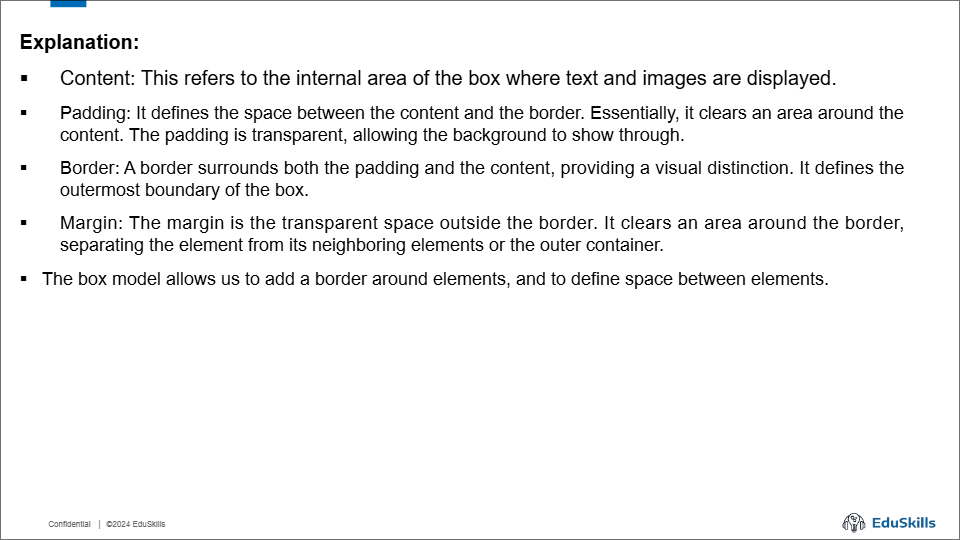 Explanation:
▪ Content: This refers to the internal area of the box where text and images are displayed.
▪ Padding: It defines the space between the content and the border. Essentially, it clears an area around the
content. The padding is transparent, allowing the background to show through.
▪ Border: A border surrounds both the padding and the content, providing a visual distinction. It defines the
outermost boundary of the box.
▪ Margin: The margin is the transparent space outside the border. It clears an area around the border,
separating the element from its neighboring elements or the outer container.
▪ The box model allows us to add a border around elements, and to define space between elements.
Confidential | ©2024 EduSkills
EduSkills